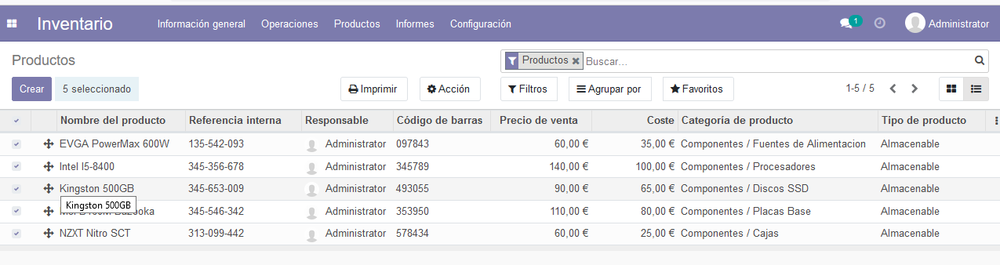 Inventario Información general Operaciones Productos Informes Configuración 1 Administrator
Productos
Productos Buscar...
Crear 5 seleccionado Imprimir Acción Filtros Agrupar por Favoritos 1-5 / 5
Nombre del producto Referencia interna Responsable Código de barras Precio de venta Coste Categoría de producto Tipo de producto
EVGA PowerMax 600W 135-542-093 Administrator 097843 60,00 € 35,00 € Componentes / Fuentes de Alimentacion Almacenable
Intel I5-8400 345-356-678 Administrator 345789 140,00 € 100,00 € Componentes / Procesadores Almacenable
Kingston 500GB 345-653-009 Administrator 493055 90,00 € 65,00 € Componentes / Discos SSD Almacenable
Kingston 500GB
345-546-342 Administrator 353950 110,00 € 80,00 € Componentes / Placas Base Almacenable
NZXT Nitro SCT 313-099-442 Administrator 578434 60,00 € 25,00 € Componentes / Cajas Almacenable